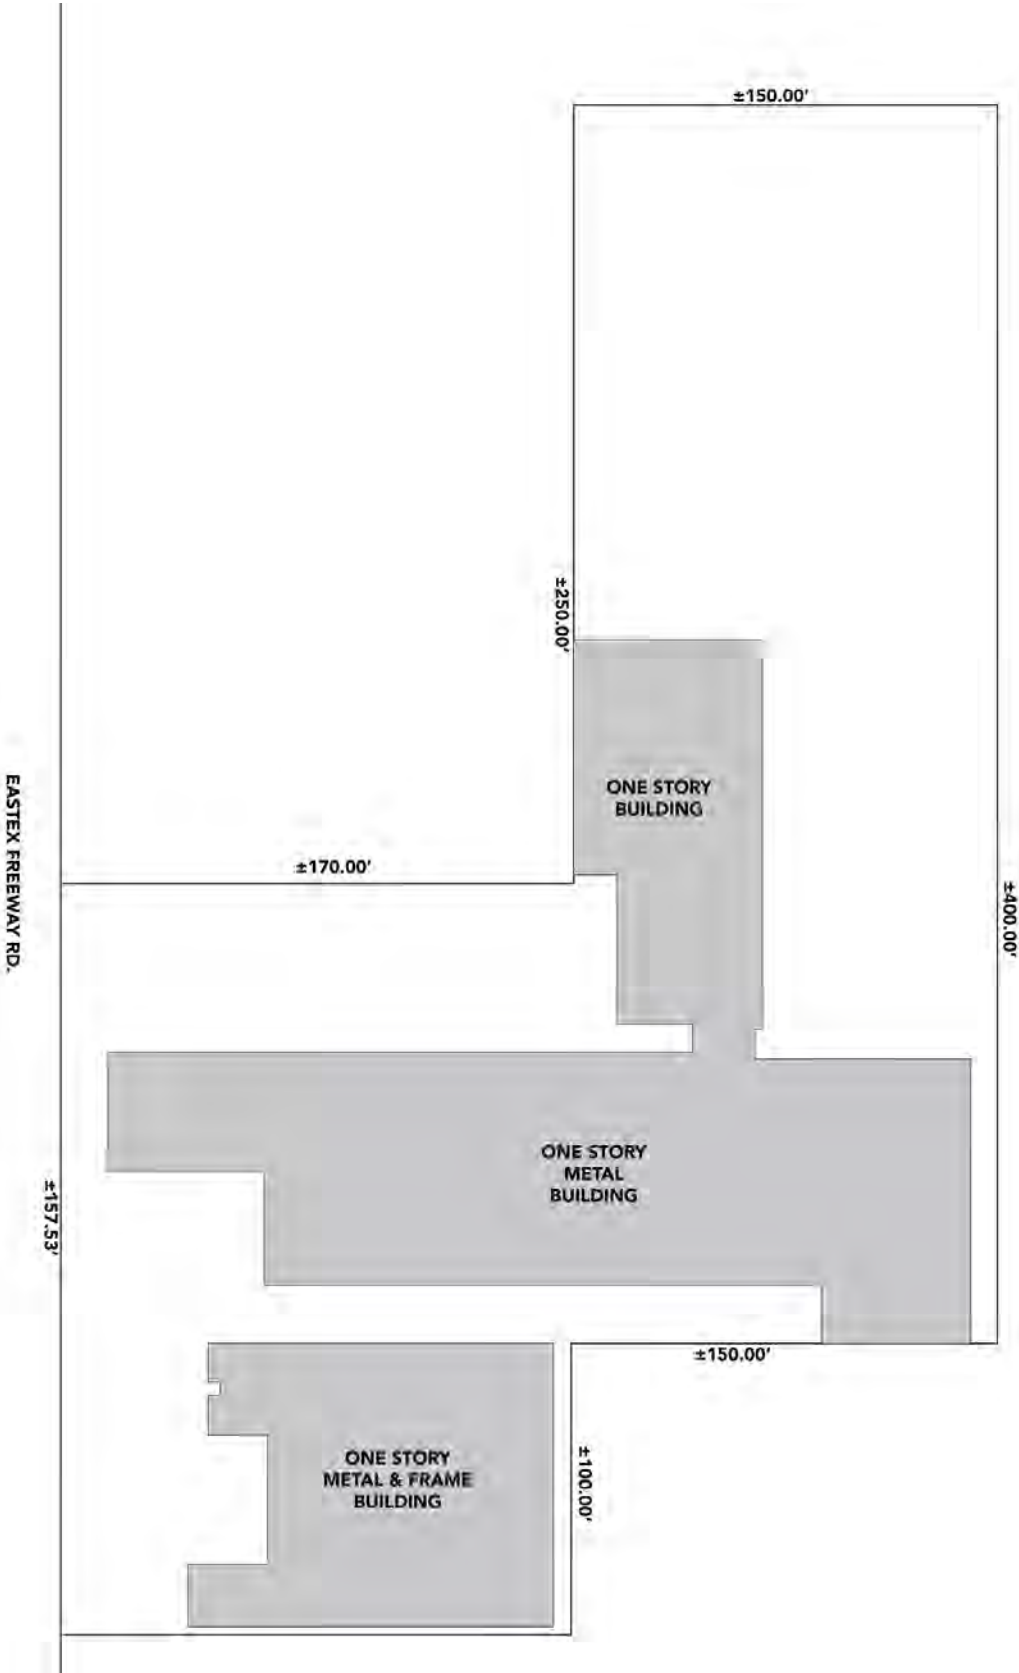 ±150.00'
±250.00'
ONE STORY
BUILDING
±170.00'
±400.00'
EASTEX FREEWAY RD.
ONE STORY
METAL
BUILDING
±157.53'
±150.00'
ONE STORY
METAL & FRAME
BUILDING
±100.00'